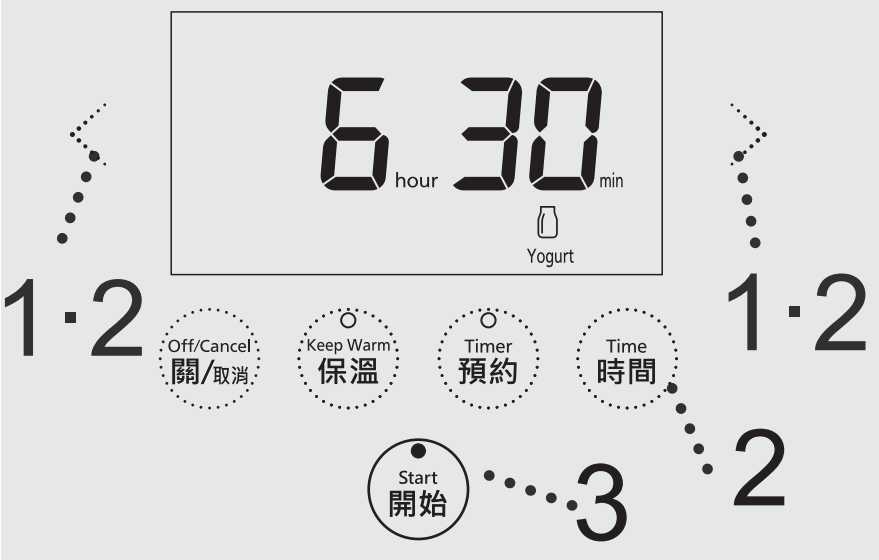 6 hour 30 min
Yogurt
1·2
1·2
Off/Cancel
關/取消
Keep Warm
保溫
Timer
預約
Time
時間
2
Start
開始
3